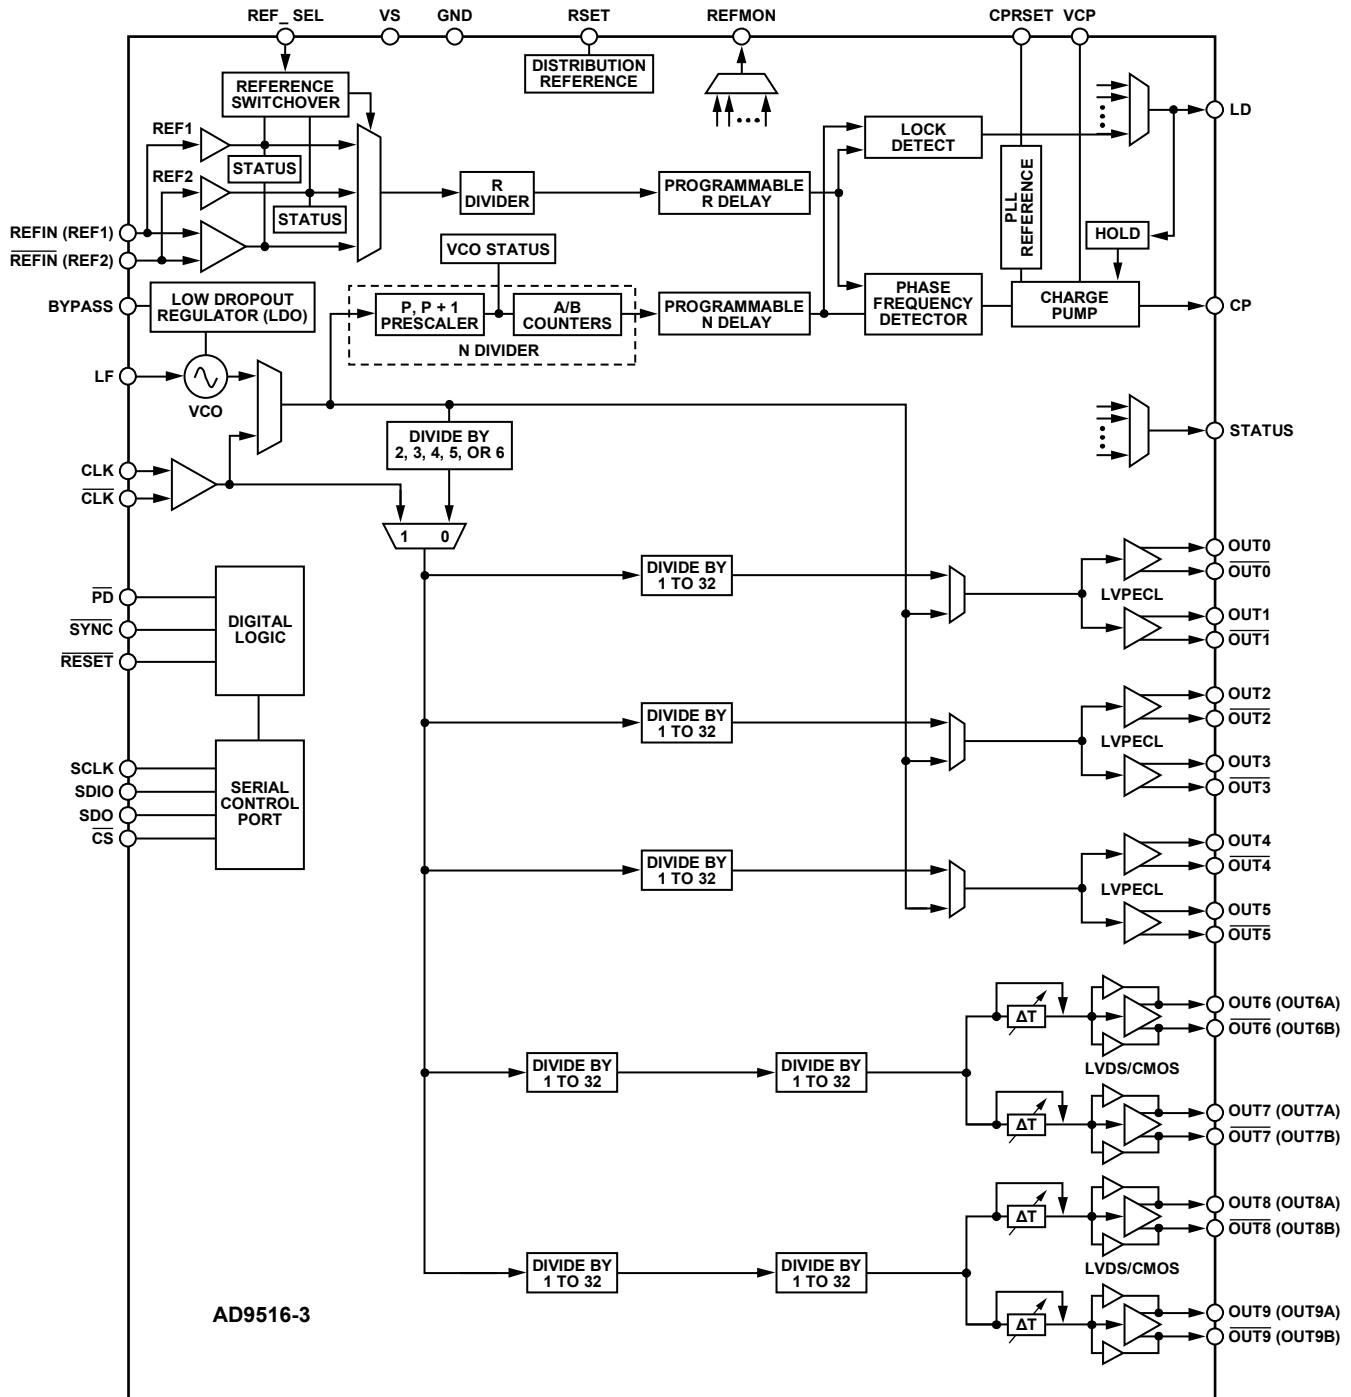 REF_ SEL
VS
GND
RSET
REFMON
CPRSET
VCP
REFERENCE
SWITCHOVER
DISTRIBUTION
REFERENCE
LD
REF1
STATUS
REF2
STATUS
LOCK
DETECT
R
DIVIDER
PROGRAMMABLE
R DELAY
PLL
REFERENCE
HOLD
REFIN (REF1)
REFIN (REF2)
VCO STATUS
BYPASS
LOW DROPOUT
REGULATOR (LDO)
P, P + 1
PRESCALER
A/B
COUNTERS
N DIVIDER
PROGRAMMABLE
N DELAY
PHASE
FREQUENCY
DETECTOR
CHARGE
PUMP
CP
LF
VCO
STATUS
DIVIDE BY
2, 3, 4, 5, OR 6
CLK
CLK
1 0
DIVIDE BY
1 TO 32
LVPECL
OUT0
OUT0
OUT1
OUT1
PD
SYNC
RESET
DIGITAL
LOGIC
DIVIDE BY
1 TO 32
LVPECL
OUT2
OUT2
OUT3
OUT3
SCLK
SDIO
SDO
CS
SERIAL
CONTROL
PORT
DIVIDE BY
1 TO 32
LVPECL
OUT4
OUT4
OUT5
OUT5
DIVIDE BY
1 TO 32
DIVIDE BY
1 TO 32
ΔT
ΔT
LVDS/CMOS
OUT6 (OUT6A)
OUT6 (OUT6B)
OUT7 (OUT7A)
OUT7 (OUT7B)
DIVIDE BY
1 TO 32
DIVIDE BY
1 TO 32
ΔT
ΔT
LVDS/CMOS
OUT8 (OUT8A)
OUT8 (OUT8B)
OUT9 (OUT9A)
OUT9 (OUT9B)
AD9516-3